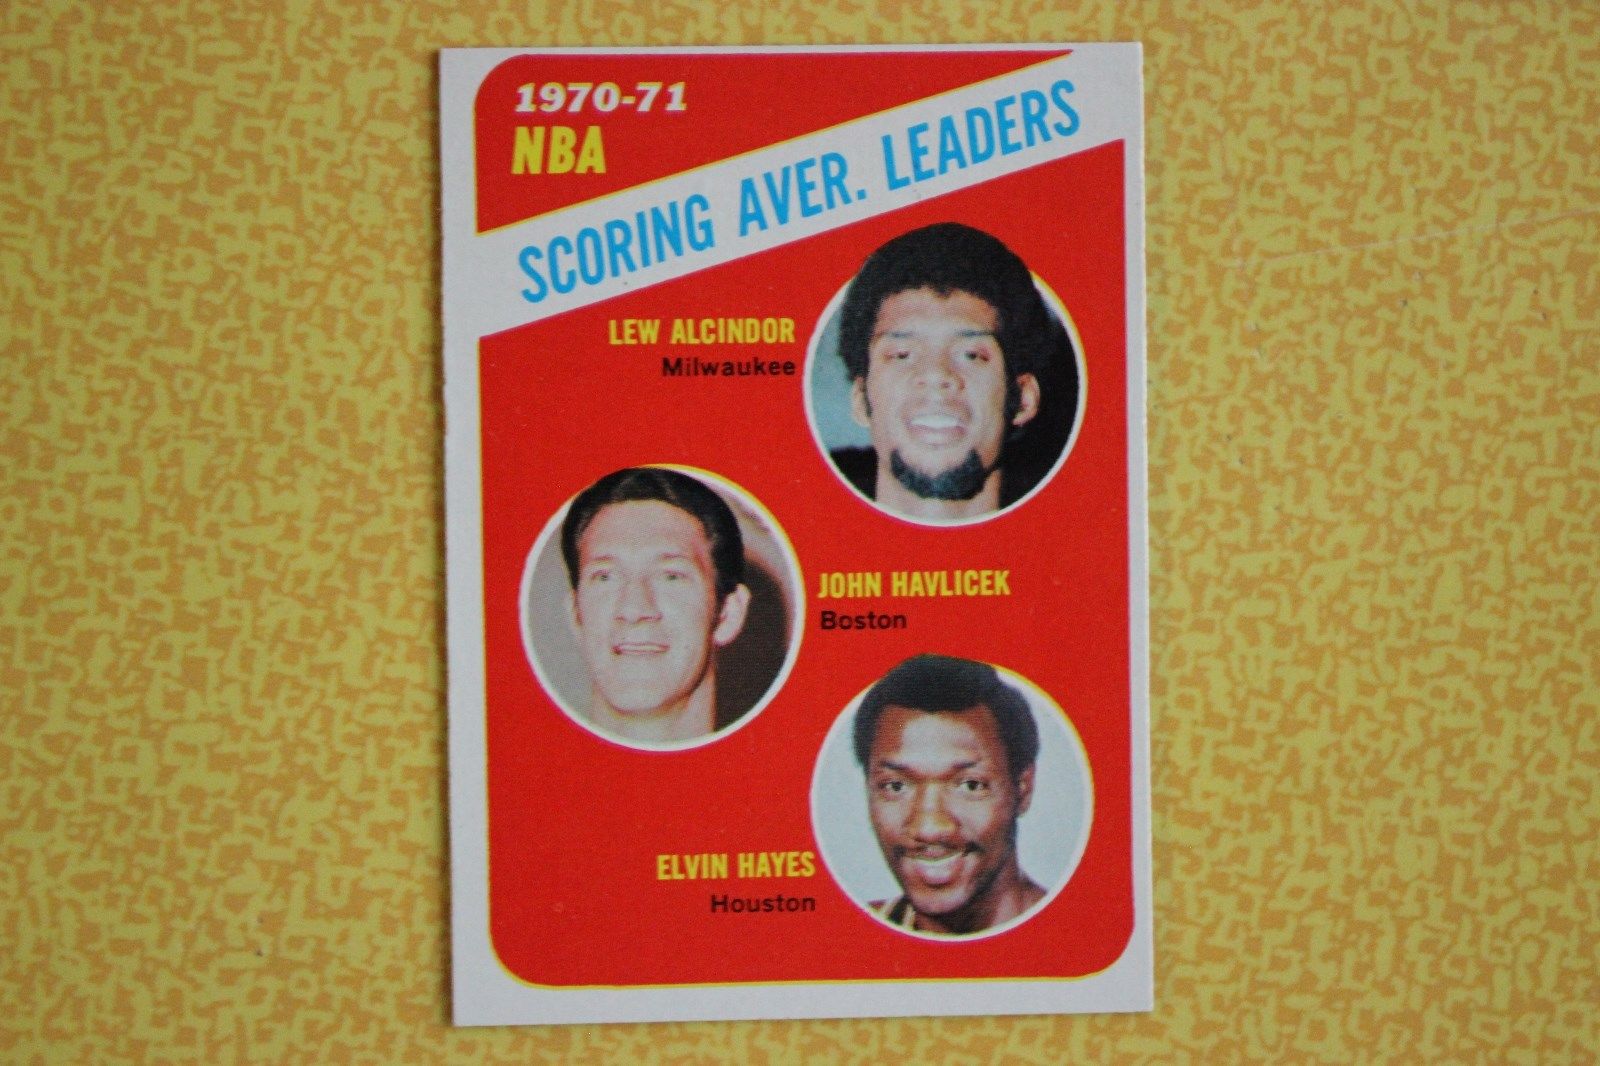 1970-71
NBA
SCORING AVER. LEADERS
LEW ALCINDOR
Milwaukee
JOHN HAVLICEK
Boston
ELVIN HAYES
Houston